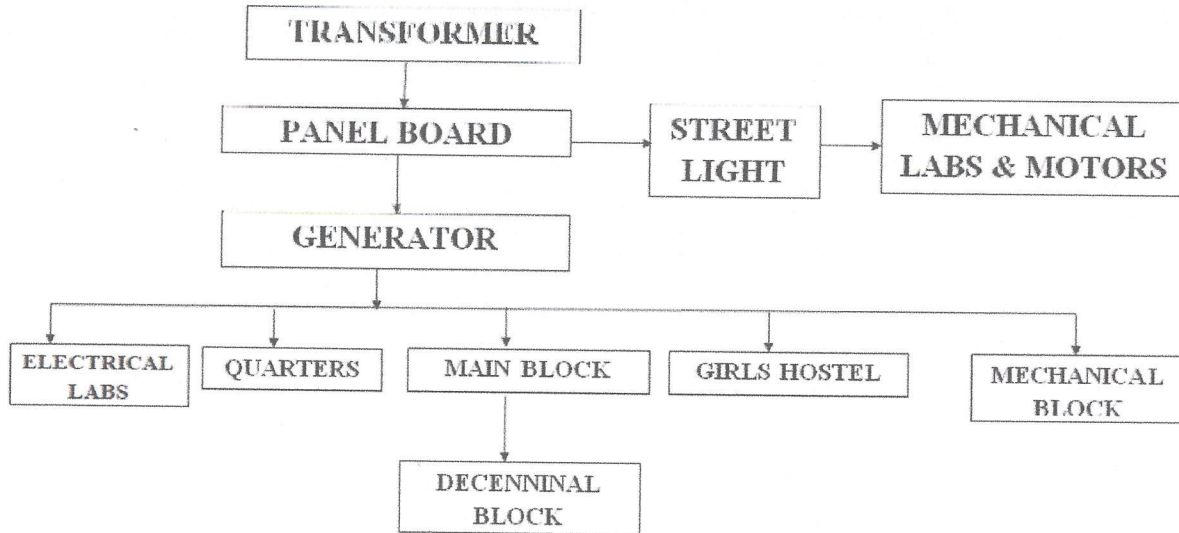 TRANSFORMER
PANEL BOARD
STREET
LIGHT
MECHANICAL
LABS & MOTORS
GENERATOR
ELECTRICAL
LABS
QUARTERS
MAIN BLOCK
GIRLS HOSTEL
MECHANICAL
BLOCK
DECENNINAL
BLOCK